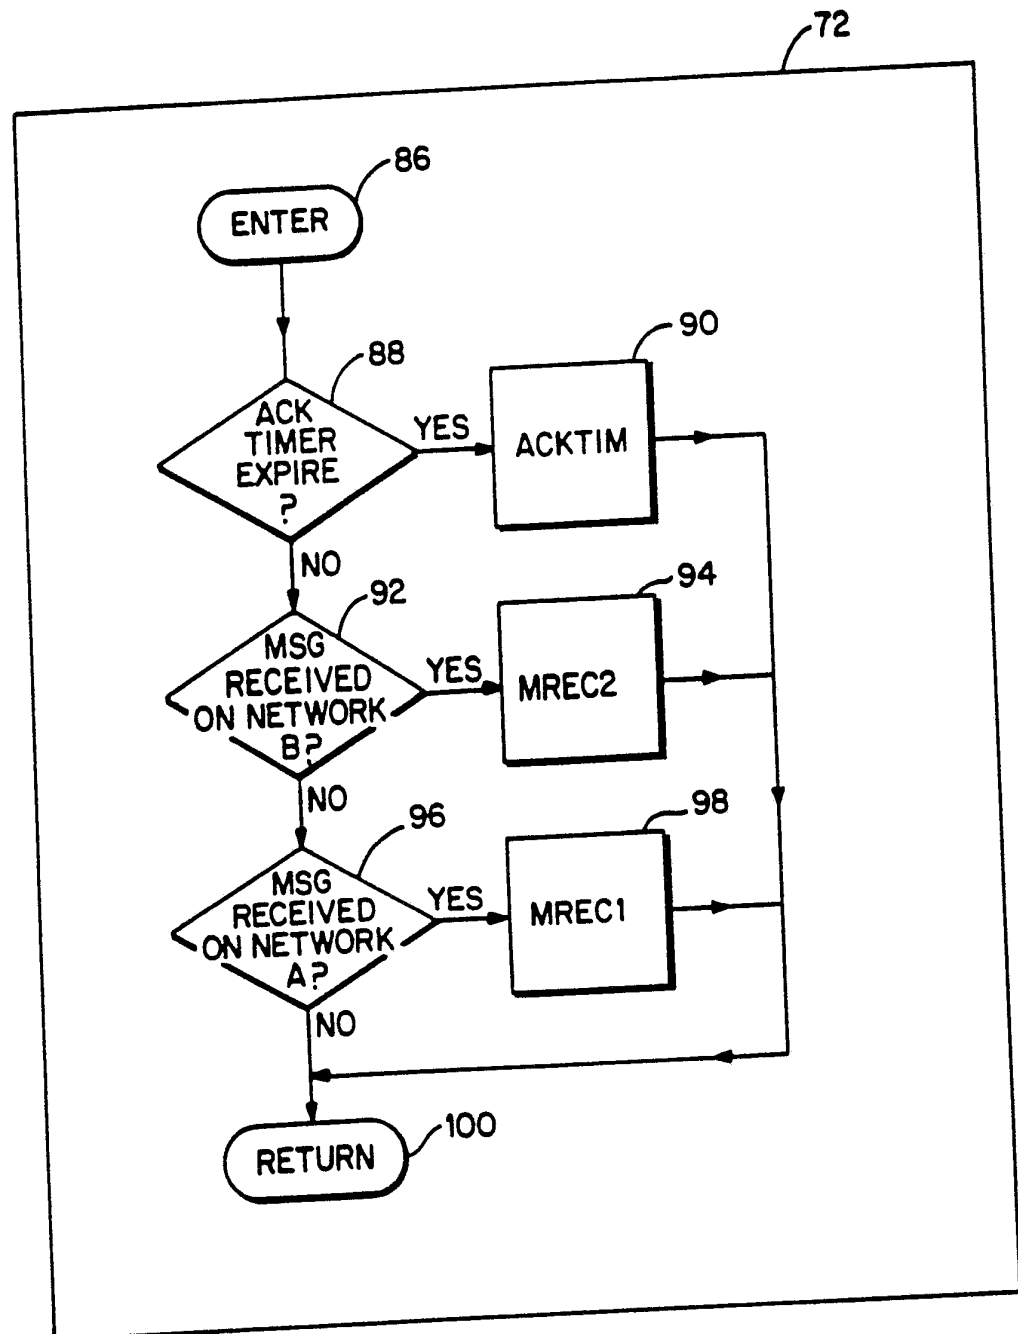 72
86
ENTER
88
ACK
TIMER
EXPIRE
?
YES
90
ACKTIM
NO
92
MSG
RECEIVED
ON NETWORK
B?
YES
94
MREC2
NO
96
MSG
RECEIVED
ON NETWORK
A?
YES
98
MREC1
NO
100
RETURN